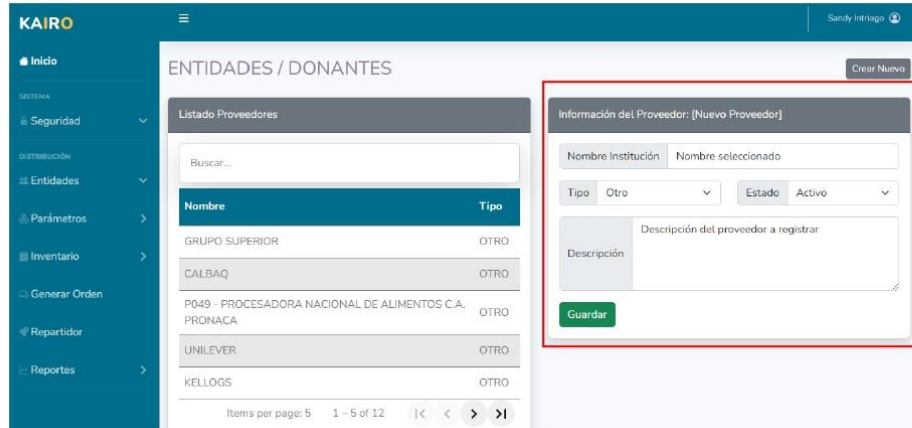 KAIRO
Sandy Intriago
Inicio
SISTEMA
Seguridad
DISTRIBUCIÓN
Entidades
Parámetros
Inventario
Generar Orden
Repartidor
Reportes
ENTIDADES / DONANTES
Crear Nuevo
Listado Proveedores
Buscar...
Nombre Tipo
GRUPO SUPERIOR OTRO
CALBAQ OTRO
P049 - PROCESADORA NACIONAL DE ALIMENTOS C.A.
PRONACA OTRO
UNILEVER OTRO
KELLOGS OTRO
Items per page: 5 1 – 5 of 12
Información del Proveedor: [Nuevo Proveedor]
Nombre Institución Nombre seleccionado
Tipo Otro Estado Activo
Descripción Descripción del proveedor a registrar
Guardar